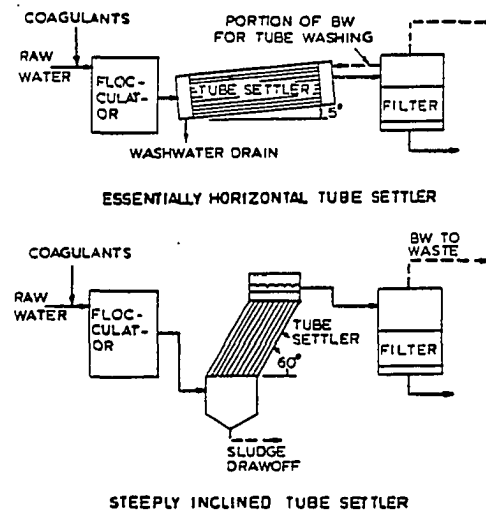 COAGULANTS
RAW
WATER
FLOC-
CULAT-
OR
TUBE SETTLER
5°
WASHWATER DRAIN
PORTION OF BW
FOR TUBE WASHING
FILTER
ESSENTIALLY HORIZONTAL TUBE SETTLER
COAGULANTS
RAW
WATER
FLOC-
CULAT-
OR
TUBE
SETTLER
60°
SLUDGE
DRAWOFF
BW TO
WASTE
FILTER
STEEPLY INCLINED TUBE SETTLER